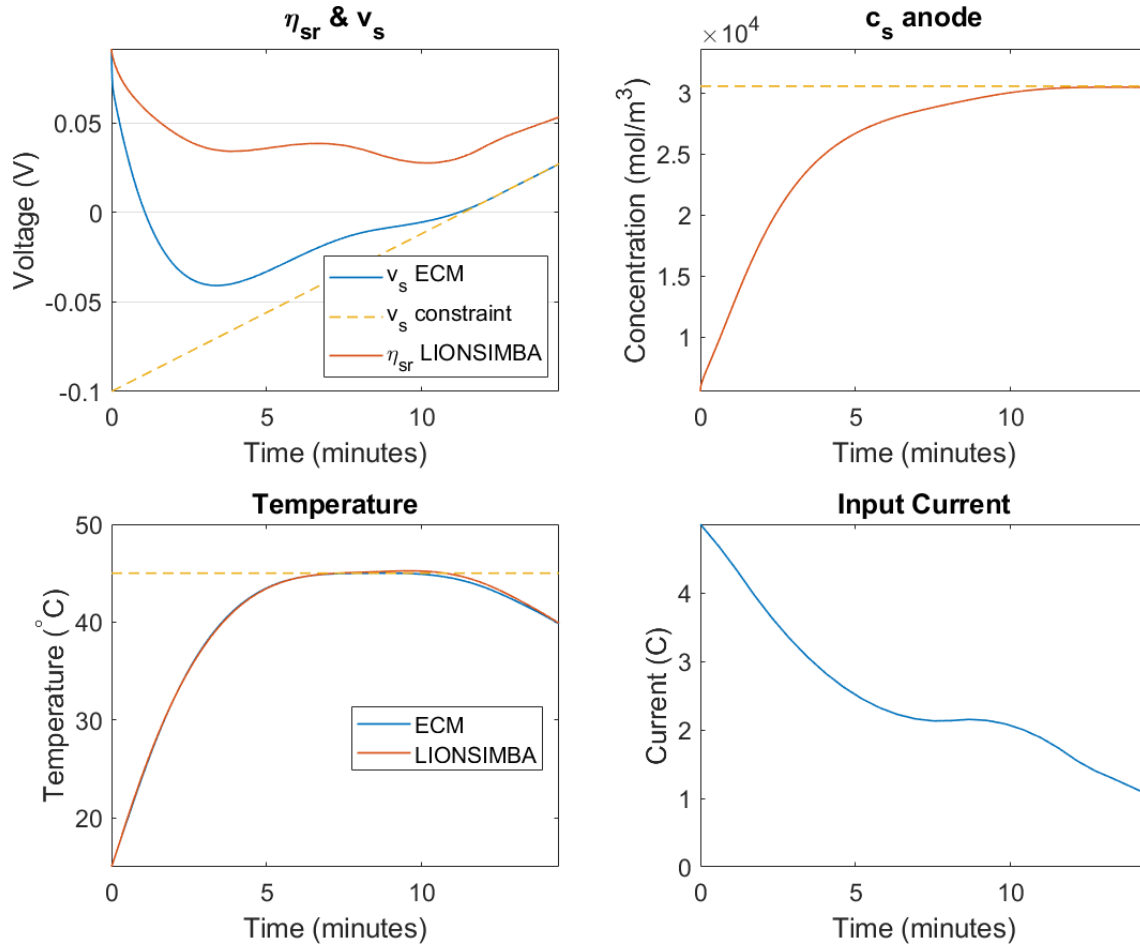 η_sr & v_s
0.05
0
-0.05
-0.1
Voltage (V)
0 5 10
Time (minutes)
v_s ECM
v_s constraint
η_sr LIONSIMBA
c_s anode
×10^4
3
2.5
2
1.5
1
Concentration (mol/m^3)
0 5 10
Time (minutes)
Temperature
50
40
30
20
Temperature (°C)
0 5 10
Time (minutes)
ECM
LIONSIMBA
Input Current
4
3
2
1
0
Current (C)
0 5 10
Time (minutes)